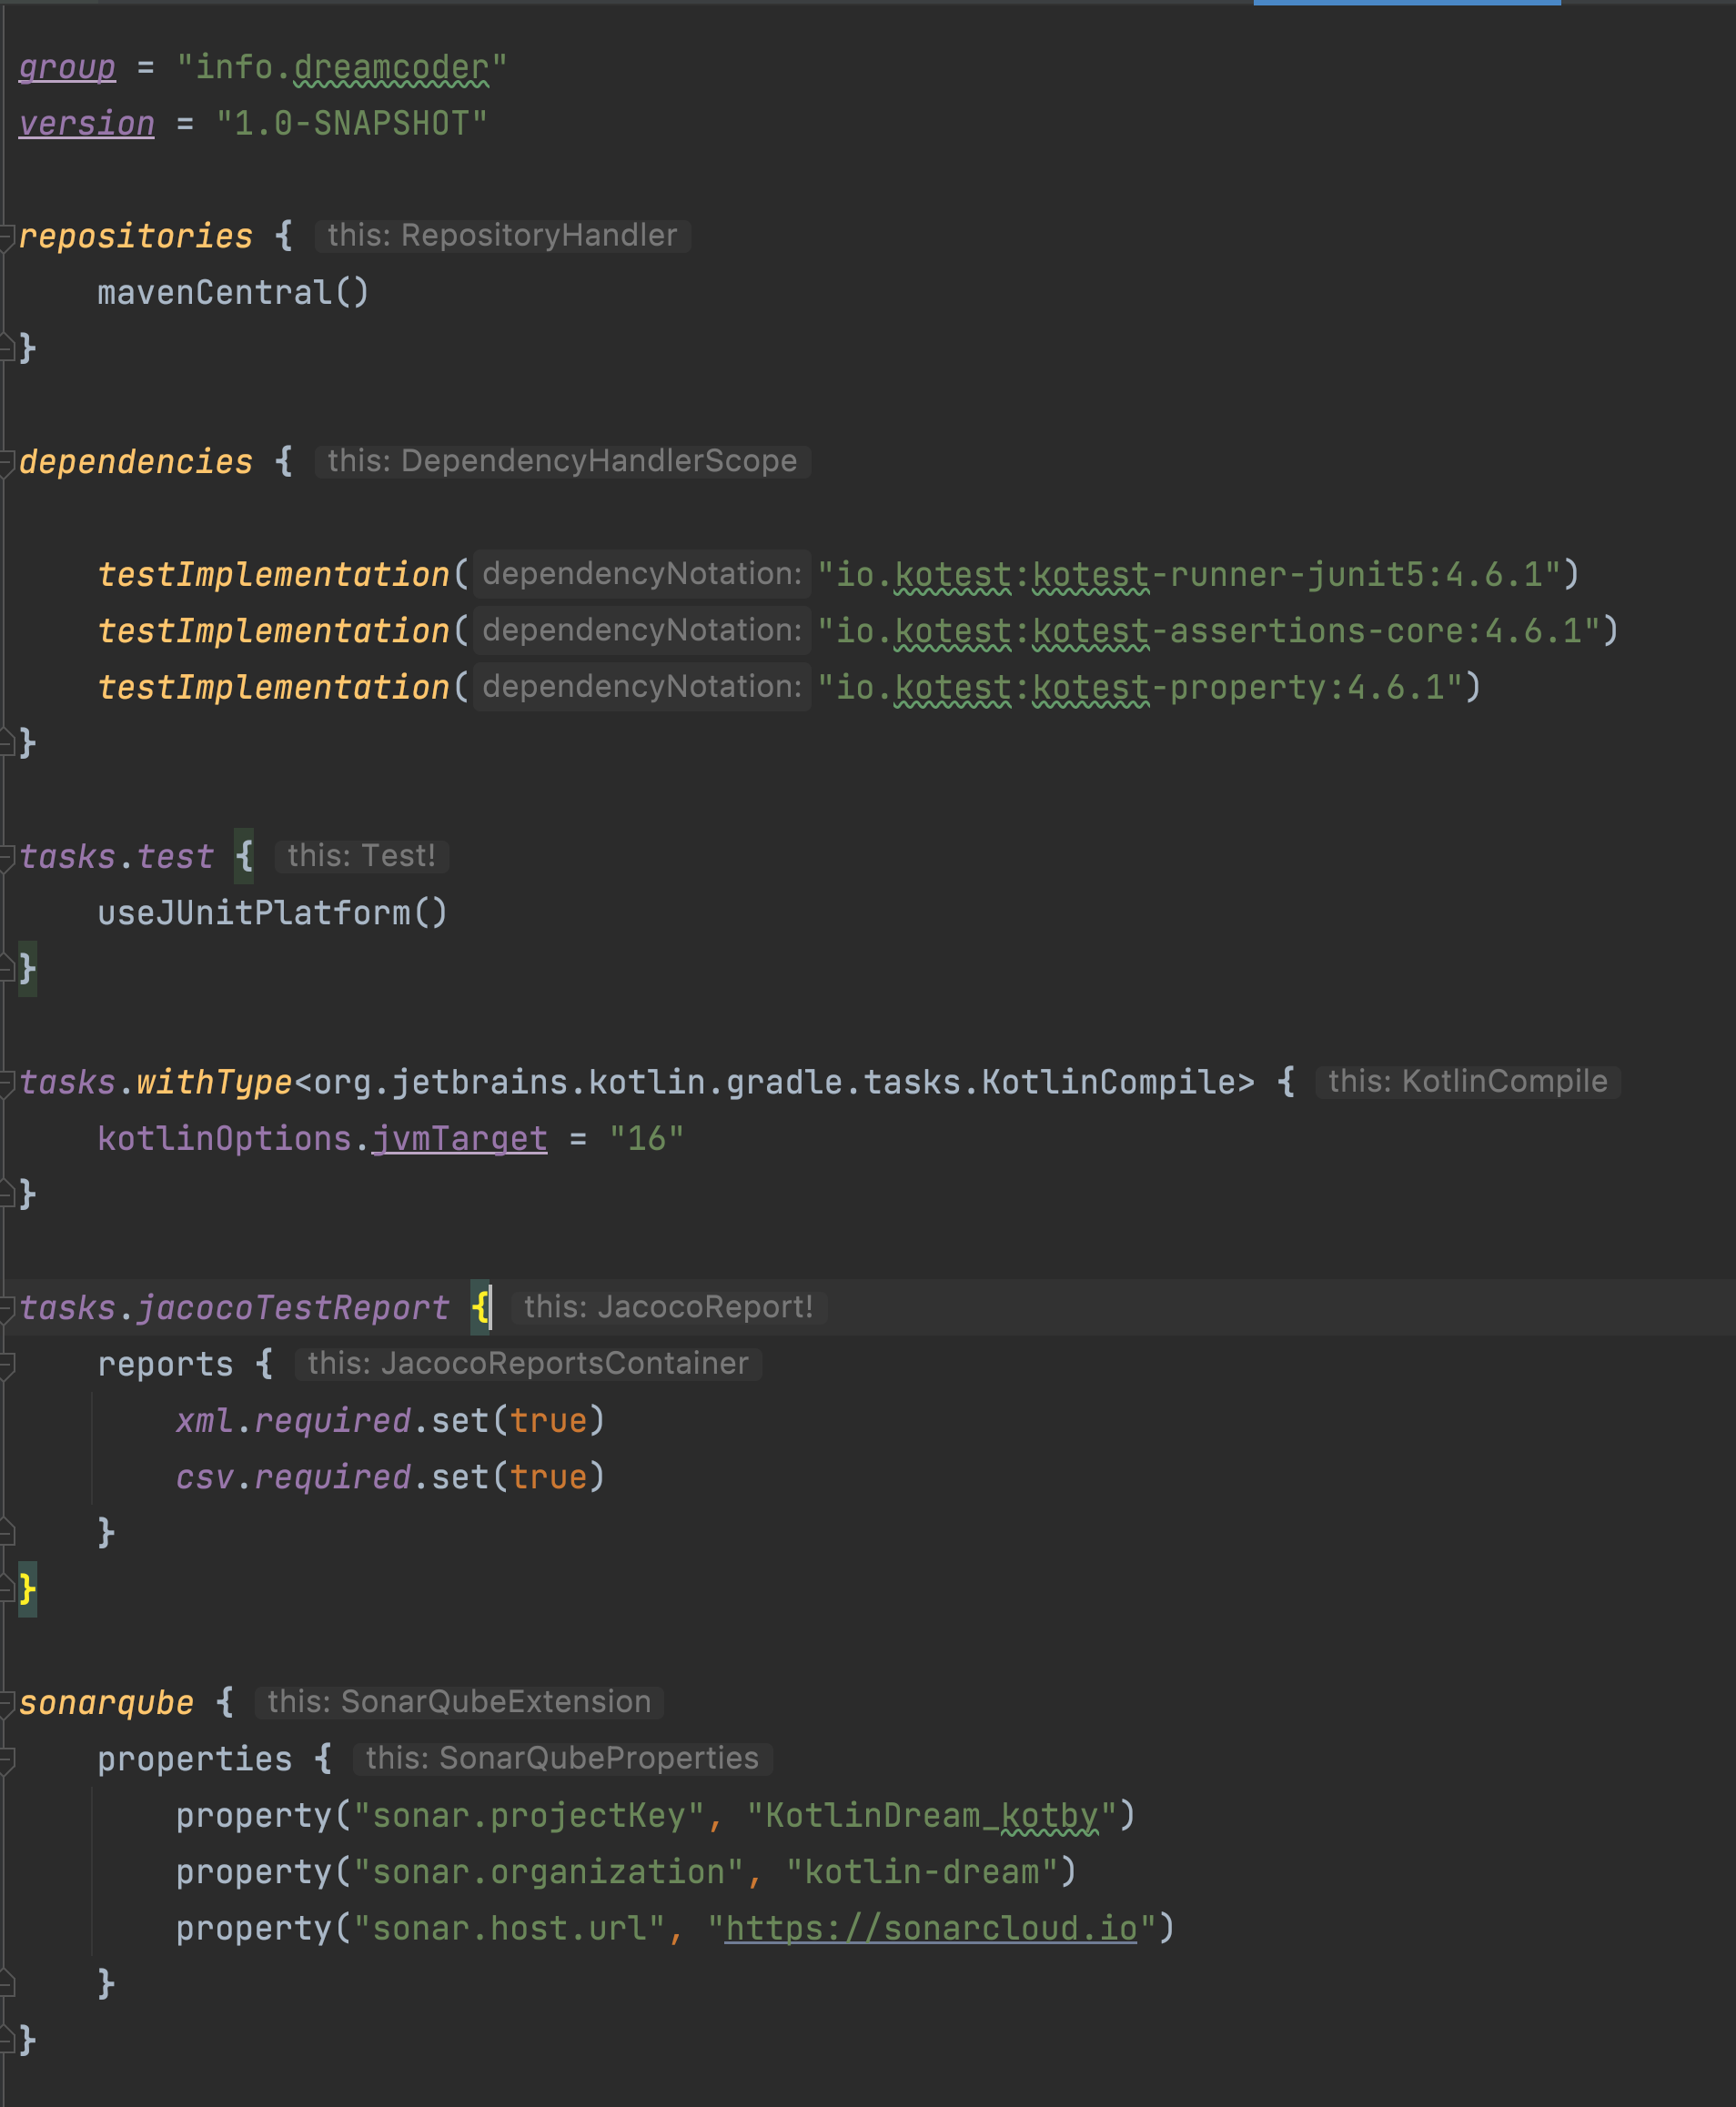 group = "info.dreamcoder"
version = "1.0-SNAPSHOT"
repositories { this: RepositoryHandler
    mavenCentral()
}
dependencies { this: DependencyHandlerScope
    testImplementation( dependencyNotation: "io.kotest:kotest-runner-junit5:4.6.1")
    testImplementation( dependencyNotation: "io.kotest:kotest-assertions-core:4.6.1")
    testImplementation( dependencyNotation: "io.kotest:kotest-property:4.6.1")
}
tasks.test { this: Test!
    useJUnitPlatform()
}
tasks.withType<org.jetbrains.kotlin.gradle.tasks.KotlinCompile> { this: KotlinCompile
    kotlinOptions.jvmTarget = "16"
}
tasks.jacocoTestReport { this: JacocoReport!
    reports { this: JacocoReportsContainer
        xml.required.set(true)
        csv.required.set(true)
    }
}
sonarqube { this: SonarQubeExtension
    properties { this: SonarQubeProperties
        property("sonar.projectKey", "KotlinDream_kotby")
        property("sonar.organization", "kotlin-dream")
        property("sonar.host.url", "https://sonarcloud.io")
    }
}